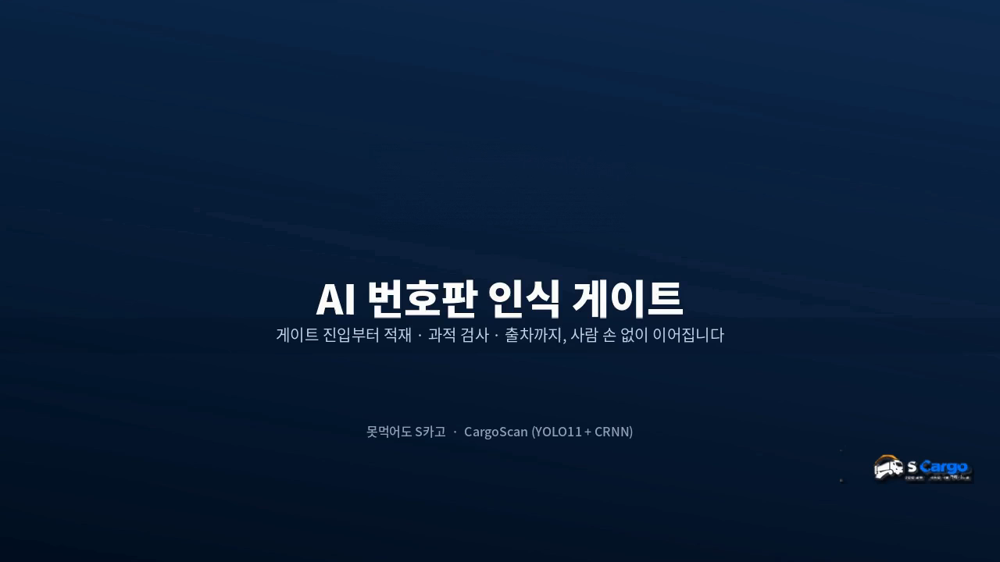 AI 번호판 인식 게이트
게이트 진입부터 적재 · 과적 검사 · 출차까지, 사람 손 없이 이어집니다
못먹어도 S카고 · CargoScan (YOLO11 + CRNN)
S Cargo